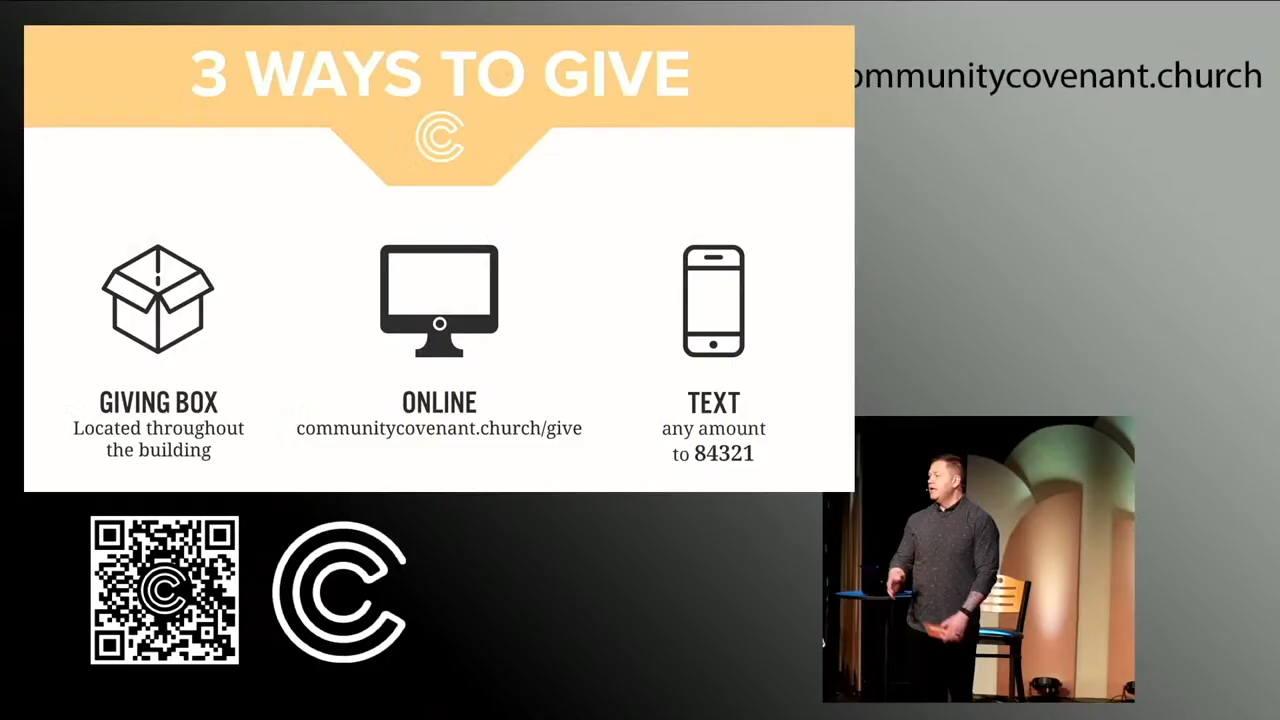 3 WAYS TO GIVE
ommunitycovenant.church
GIVING BOX
Located throughout
the building
ONLINE
communitycovenant.church/give
TEXT
any amount
to 84321